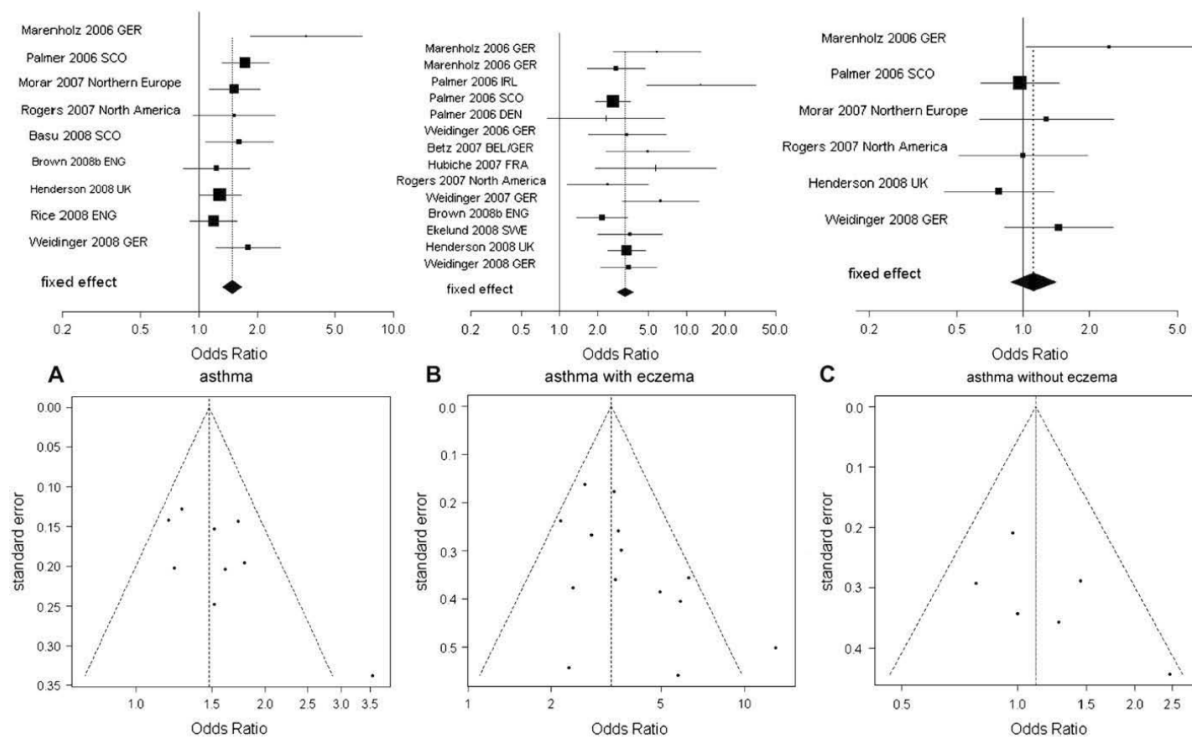 Marenholz 2006 GER
Palmer 2006 SCO
Morar 2007 Northern Europe
Rogers 2007 North America
Basu 2008 SCO
Brown 2008b ENG
Henderson 2008 UK
Rice 2008 ENG
Weidinger 2008 GER
fixed effect
0.2 0.5 1.0 2.0 5.0 10.0
Odds Ratio
Marenholz 2006 GER
Marenholz 2006 GER
Palmer 2006 IRL
Palmer 2006 SCO
Palmer 2006 DEN
Weidinger 2006 GER
Betz 2007 BEL/GER
Hubiche 2007 FRA
Rogers 2007 North America
Weidinger 2007 GER
Brown 2008b ENG
Ekelund 2008 SWE
Henderson 2008 UK
Weidinger 2008 GER
fixed effect
0.2 0.5 1.0 2.0 5.0 10.0 50.0
Odds Ratio
Marenholz 2006 GER
Palmer 2006 SCO
Morar 2007 Northern Europe
Rogers 2007 North America
Henderson 2008 UK
Weidinger 2008 GER
fixed effect
0.2 0.5 1.0 2.0 5.0
Odds Ratio
A asthma
0.00
0.05
0.10
0.15
0.20
0.25
0.30
0.35
standard error
1.0 1.5 2.0 2.5 3.0 3.5
Odds Ratio
B asthma with eczema
0.0
0.1
0.2
0.3
0.4
0.5
standard error
1 2 5 10
Odds Ratio
C asthma without eczema
0.0
0.1
0.2
0.3
0.4
standard error
0.5 1.0 1.5 2.0 2.5
Odds Ratio